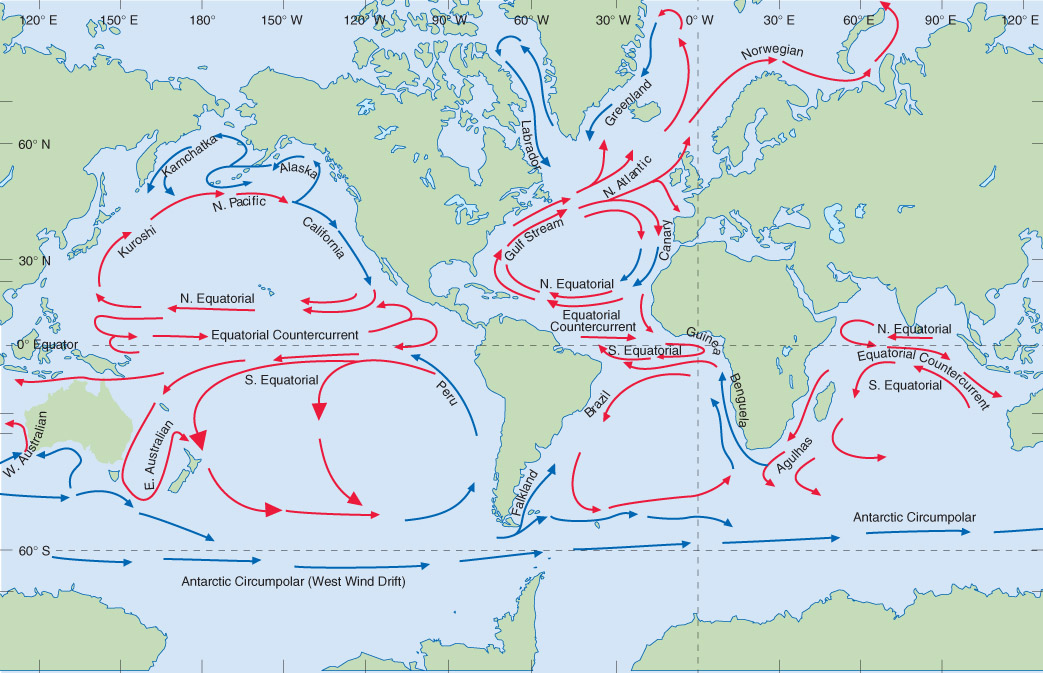 120° E
150° E
180°
150° W
120° W
90° W
60° W
30° W
0° W
30° E
60° E
90 E
120° E
Norwegian
Greenland
Labrador
60° N
Kamchatka
Alaska
N. Pacific
N. Atlantic
Kuroshi
California
Gulf Stream
Canary
30° N
N. Equatorial
N. Equatorial
Equatorial
Countercurrent
Equatorial Countercurrent
Guinea
N. Equatorial
0° Equator
S. Equatorial
Equatorial Countercurrent
S. Equatorial
S. Equatorial
Peru
Brazil
Benguela
W. Australian
E. Australian
Agulhas
Falkland
Antarctic Circumpolar
60° S
Antarctic Circumpolar (West Wind Drift)